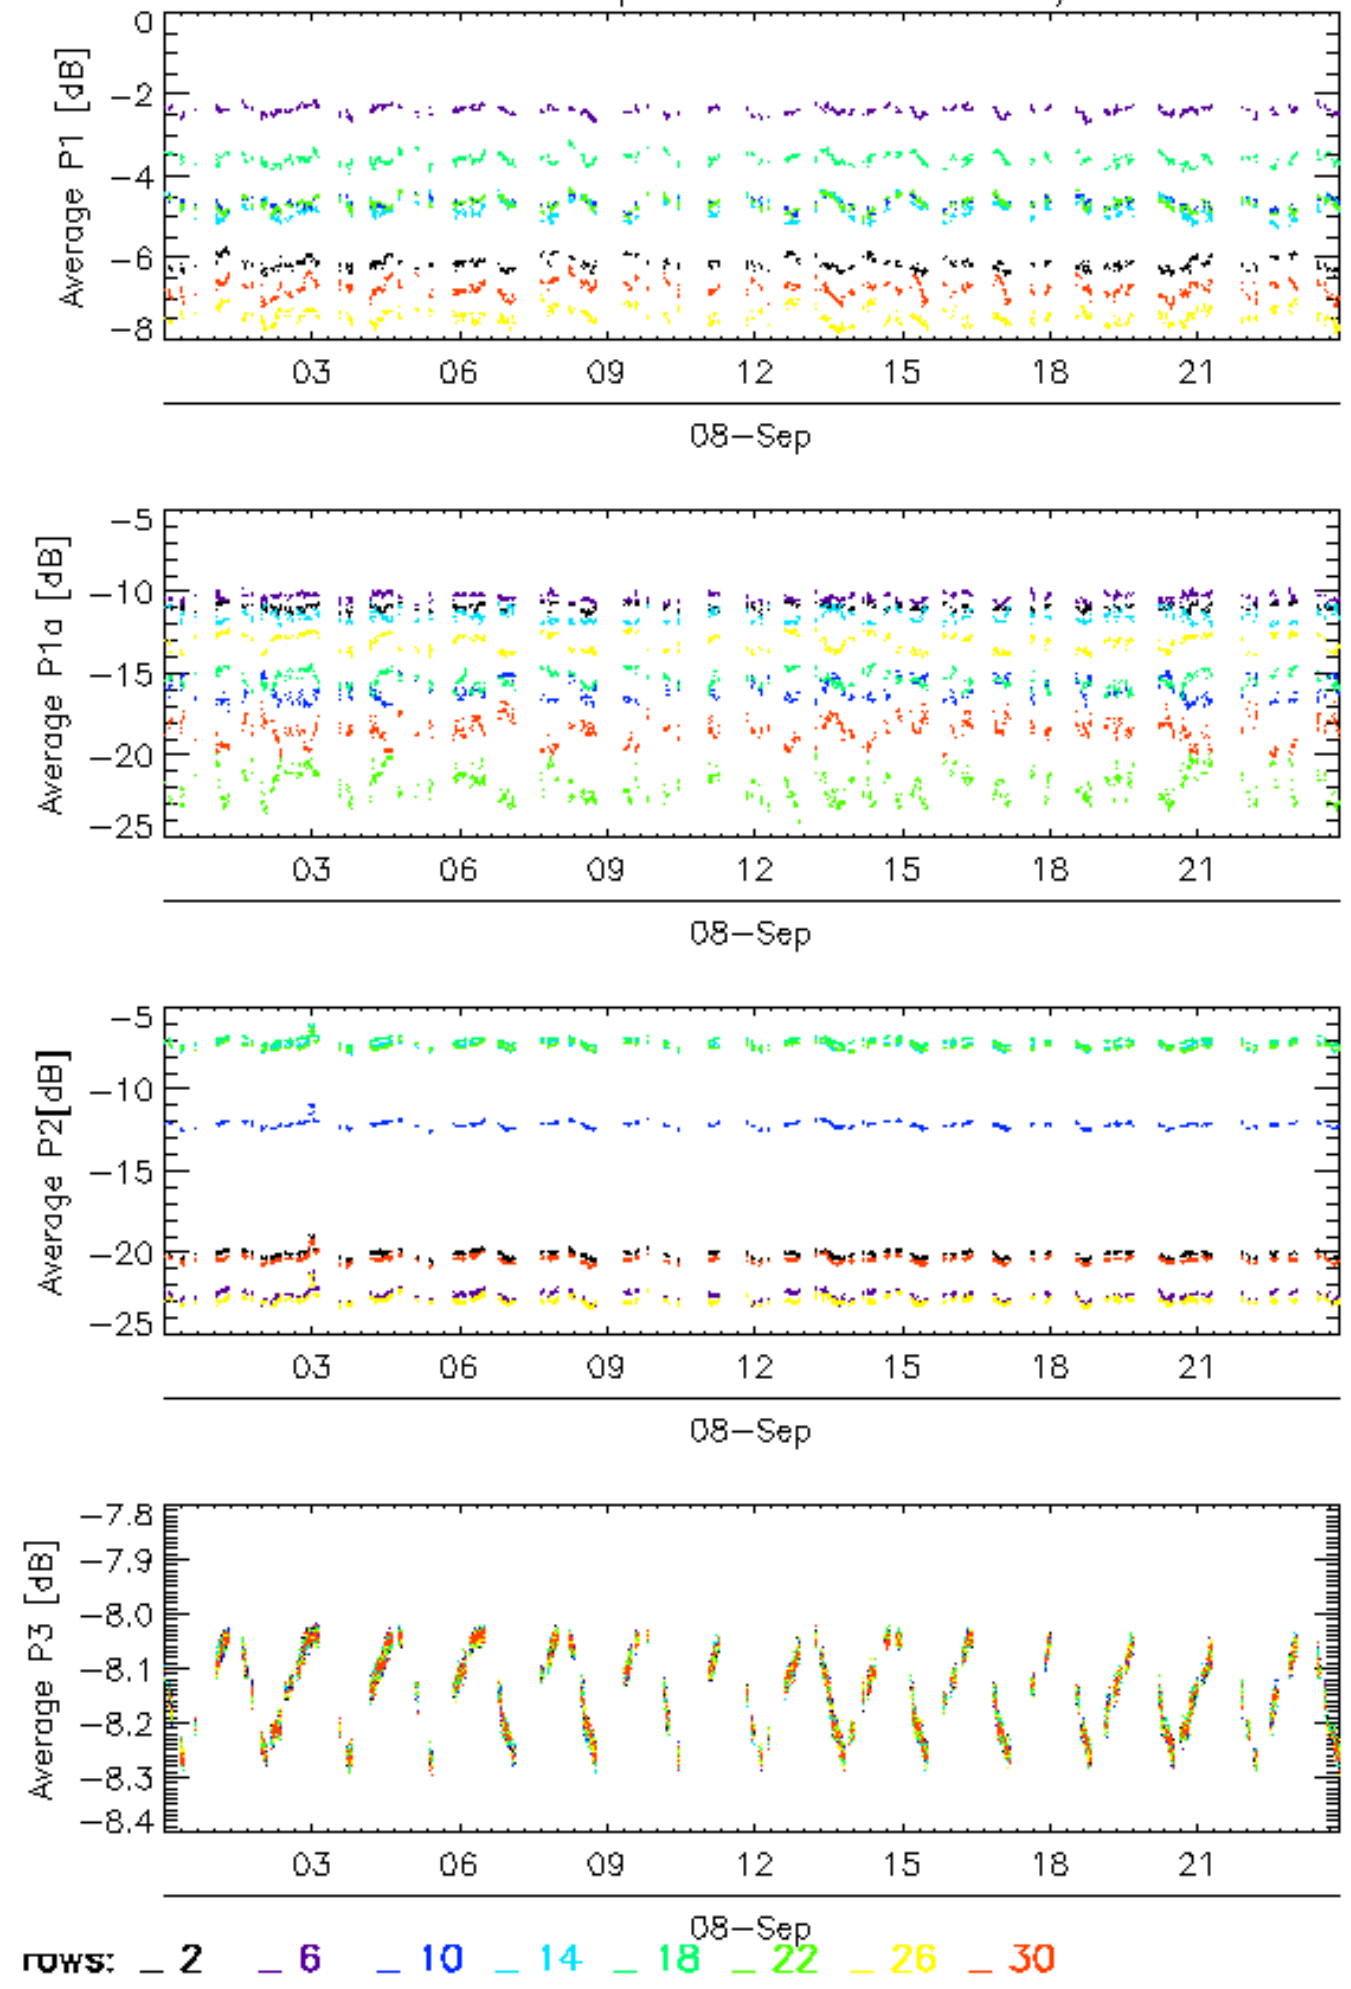 Average P1 [dB]
0
−2
−4
−6
−8
03 06 09 12 15 18 21
08−Sep
Average P1a [dB]
−5
−10
−15
−20
−25
03 06 09 12 15 18 21
08−Sep
Average P2[dB]
−5
−10
−15
−20
−25
03 06 09 12 15 18 21
08−Sep
Average P3 [dB]
−7.8
−7.9
−8.0
−8.1
−8.2
−8.3
−8.4
03 06 09 12 15 18 21
08−Sep
rows: _ 2 _ 6 _ 10 _ 14 _ 18 _ 22 _ 26 _ 30